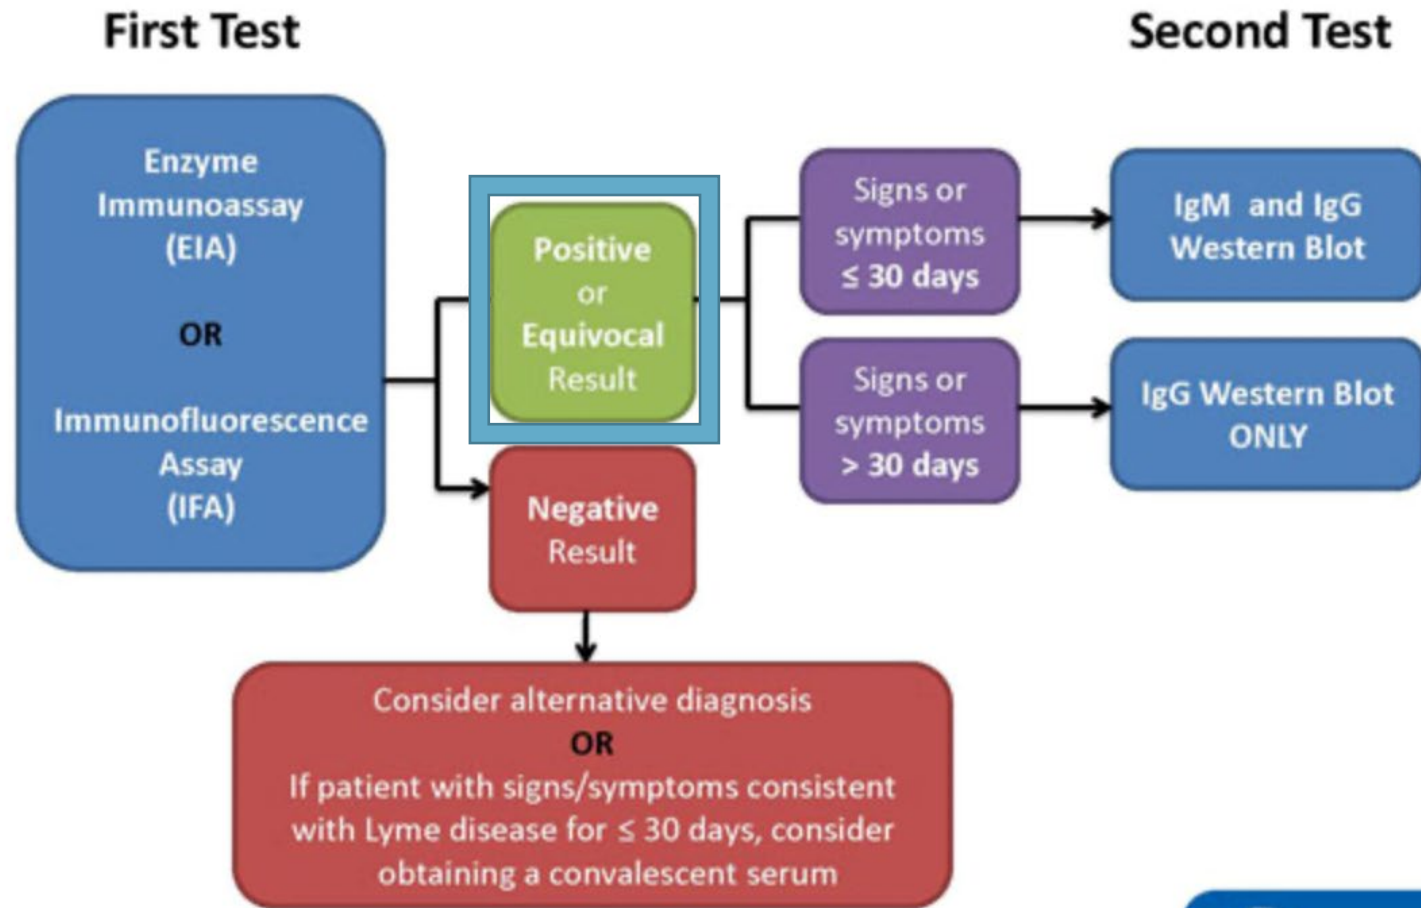 First Test
Second Test
Enzyme
Immunoassay
(EIA)
OR
Immunofluorescence
Assay
(IFA)
Positive
or
Equivocal
Result
Negative
Result
Signs or
symptoms
≤ 30 days
Signs or
symptoms
> 30 days
IgM and IgG
Western Blot
IgG Western Blot
ONLY
Consider alternative diagnosis
OR
If patient with signs/symptoms consistent
with Lyme disease for ≤ 30 days, consider
obtaining a convalescent serum